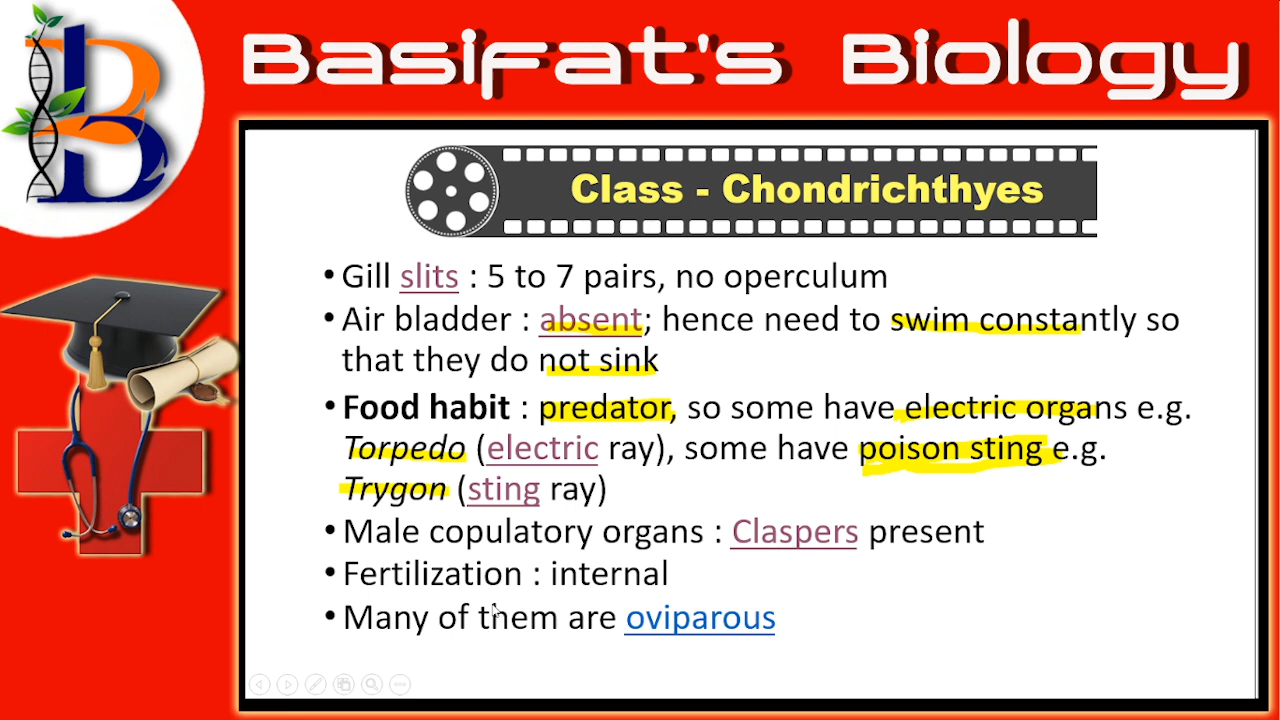 Basifat's Biology
Class - Chondrichthyes
• Gill slits : 5 to 7 pairs, no operculum
• Air bladder : absent; hence need to swim constantly so
that they do not sink
• Food habit : predator, so some have electric organs e.g.
Torpedo (electric ray), some have poison sting e.g.
Trygon (sting ray)
• Male copulatory organs : Claspers present
• Fertilization : internal
• Many of them are oviparous